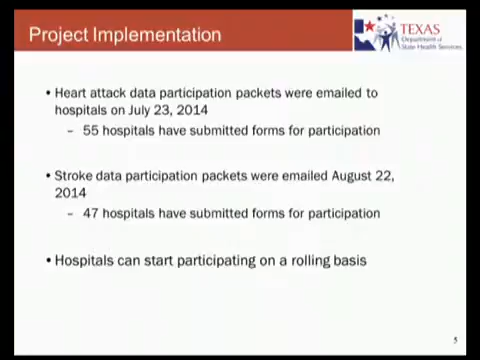 Project Implementation
TEXAS
Department of
State Health Services
• Heart attack data participation packets were emailed to
hospitals on July 23, 2014
– 55 hospitals have submitted forms for participation
• Stroke data participation packets were emailed August 22,
2014
– 47 hospitals have submitted forms for participation
• Hospitals can start participating on a rolling basis
5